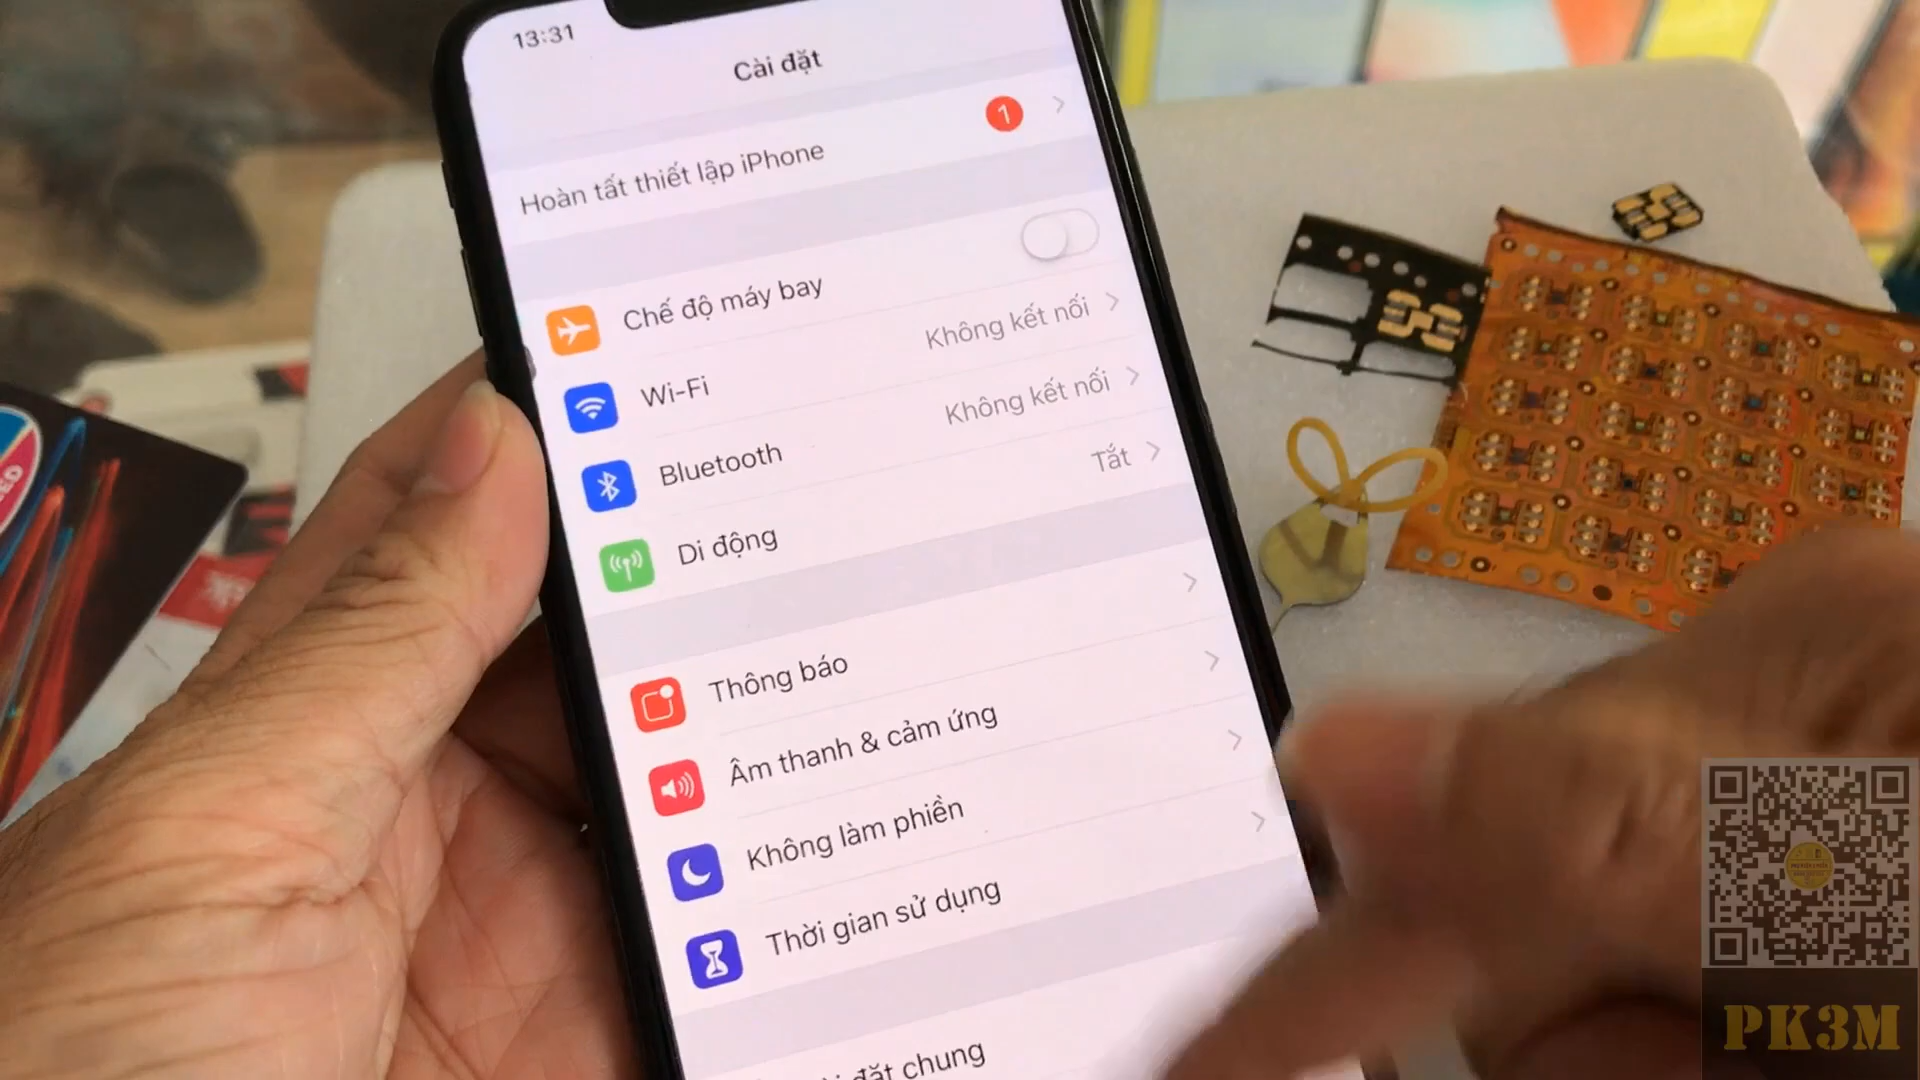 13:31
Cài đặt
1
Hoàn tất thiết lập iPhone
Chế độ máy bay
Wi-Fi
Không kết nối
Bluetooth
Không kết nối
Di động
Tắt
Thông báo
Âm thanh & cảm ứng
Không làm phiền
Thời gian sử dụng
đặt chung
PK3M